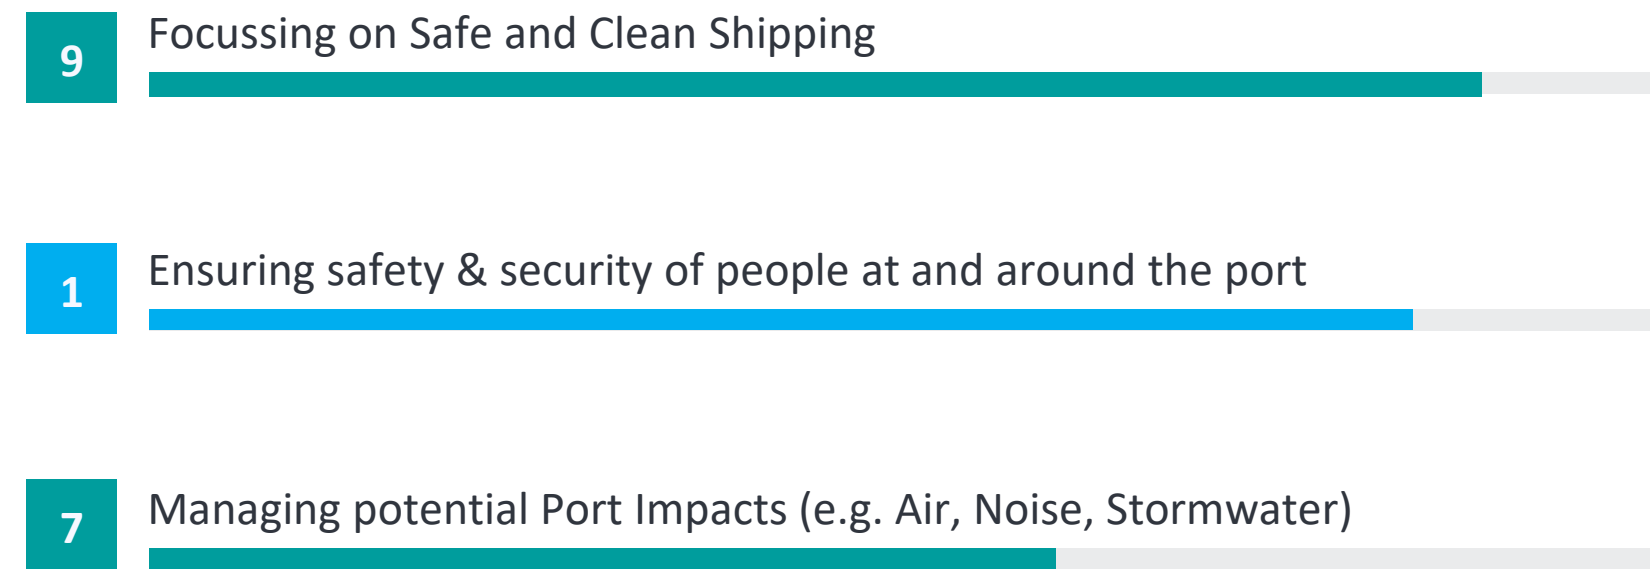 9
Focussing on Safe and Clean Shipping
1
Ensuring safety & security of people at and around the port
7
Managing potential Port Impacts (e.g. Air, Noise, Stormwater)